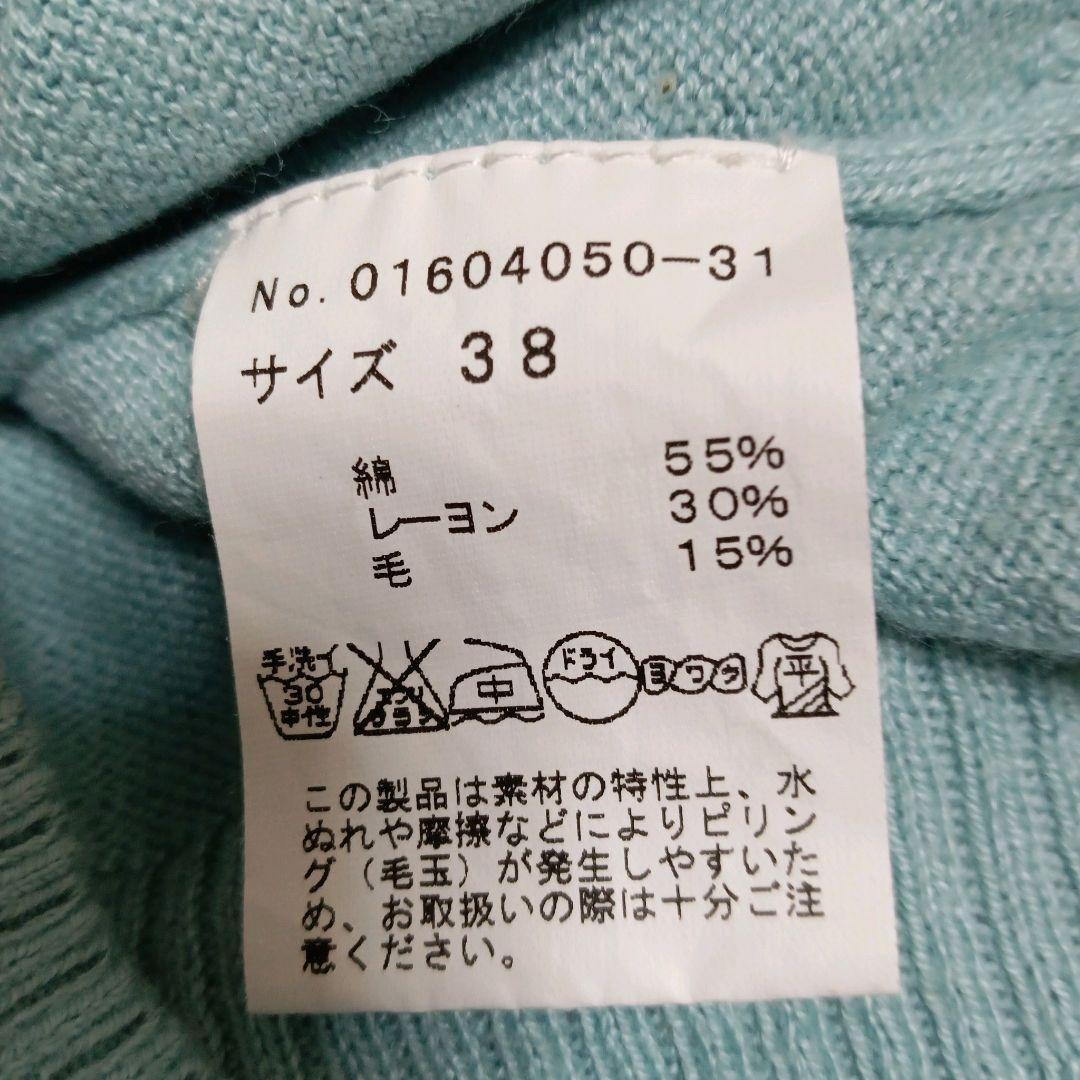 No.01604050-31
サイズ 38
綿 55%
レーヨン 30%
毛 15%
手洗イ
30
中性
エンソ
サラシ
中
ドライ
ヨワク
平
この製品は素材の特性上、水
ぬれや摩擦などによりピリン
グ(毛玉)が発生しやすいた
め、お取扱いの際は十分ご注
意ください。